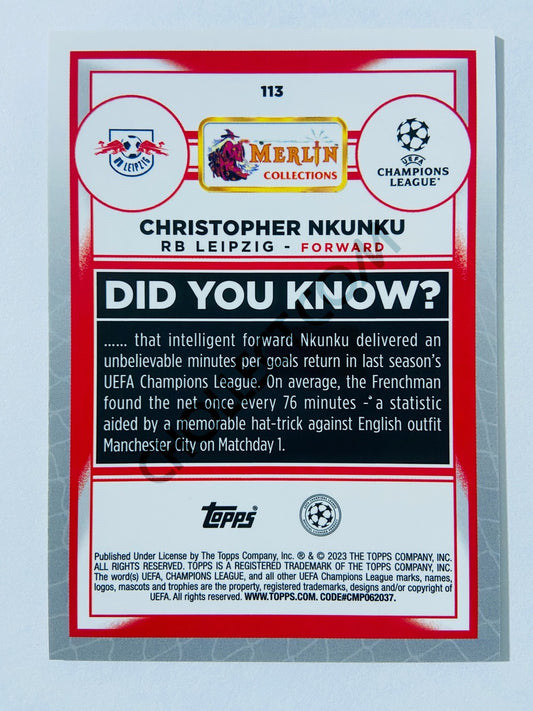 113
RB LEIPZIG
MERLIN
COLLECTIONS
UEFA
CHAMPIONS
LEAGUE
CHRISTOPHER NKUNKU
RB LEIPZIG - FORWARD
DID YOU KNOW?
...... that intelligent forward Nkunku delivered an
unbelievable minutes per goals return in last season's
UEFA Champions League. On average, the Frenchman
found the net once every 76 minutes - a statistic
aided by a memorable hat-trick against English outfit
Manchester City on Matchday 1.
topps
Published Under License by The Topps Company, Inc. ® & © 2023 THE TOPPS COMPANY, INC.
ALL RIGHTS RESERVED. TOPPS IS A REGISTERED TRADEMARK OF THE TOPPS COMPANY, INC.
The word(s) UEFA, CHAMPIONS LEAGUE, and all other UEFA Champions League marks, names,
logos, mascots and trophies are the property, registered trademarks, designs and/or copyright of
UEFA. All rights reserved. WWW.TOPPS.COM. CODE#CMP062037.